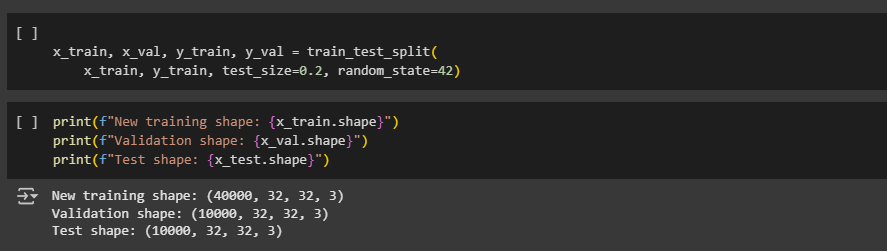 [ ]
x_train, x_val, y_train, y_val = train_test_split(
    x_train, y_train, test_size=0.2, random_state=42)
[ ] print(f"New training shape: {x_train.shape}")
print(f"Validation shape: {x_val.shape}")
print(f"Test shape: {x_test.shape}")
New training shape: (40000, 32, 32, 3)
Validation shape: (10000, 32, 32, 3)
Test shape: (10000, 32, 32, 3)